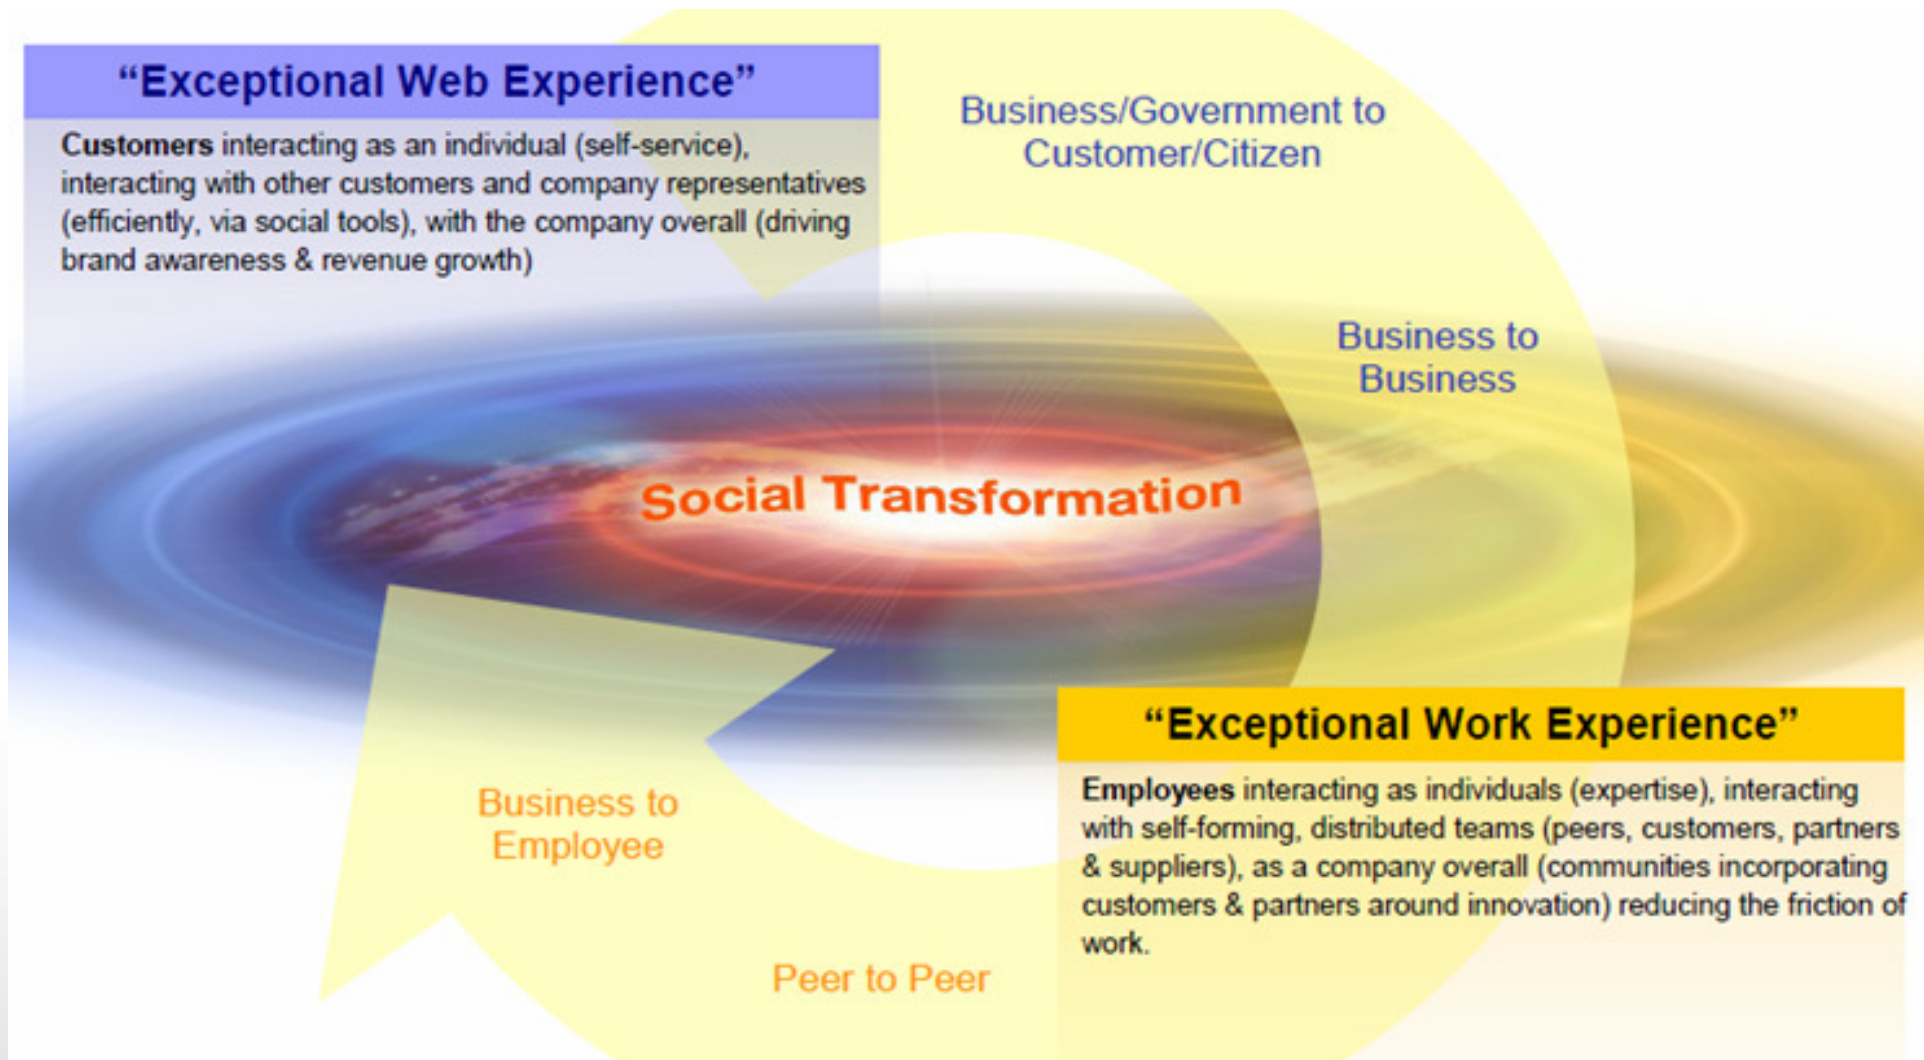 “Exceptional Web Experience”
Customers interacting as an individual (self-service),
interacting with other customers and company representatives
(efficiently, via social tools), with the company overall (driving
brand awareness & revenue growth)
Business/Government to
Customer/Citizen
Business to
Business
Social Transformation
“Exceptional Work Experience”
Employees interacting as individuals (expertise), interacting
with self-forming, distributed teams (peers, customers, partners
& suppliers), as a company overall (communities incorporating
customers & partners around innovation) reducing the friction of
work.
Business to
Employee
Peer to Peer